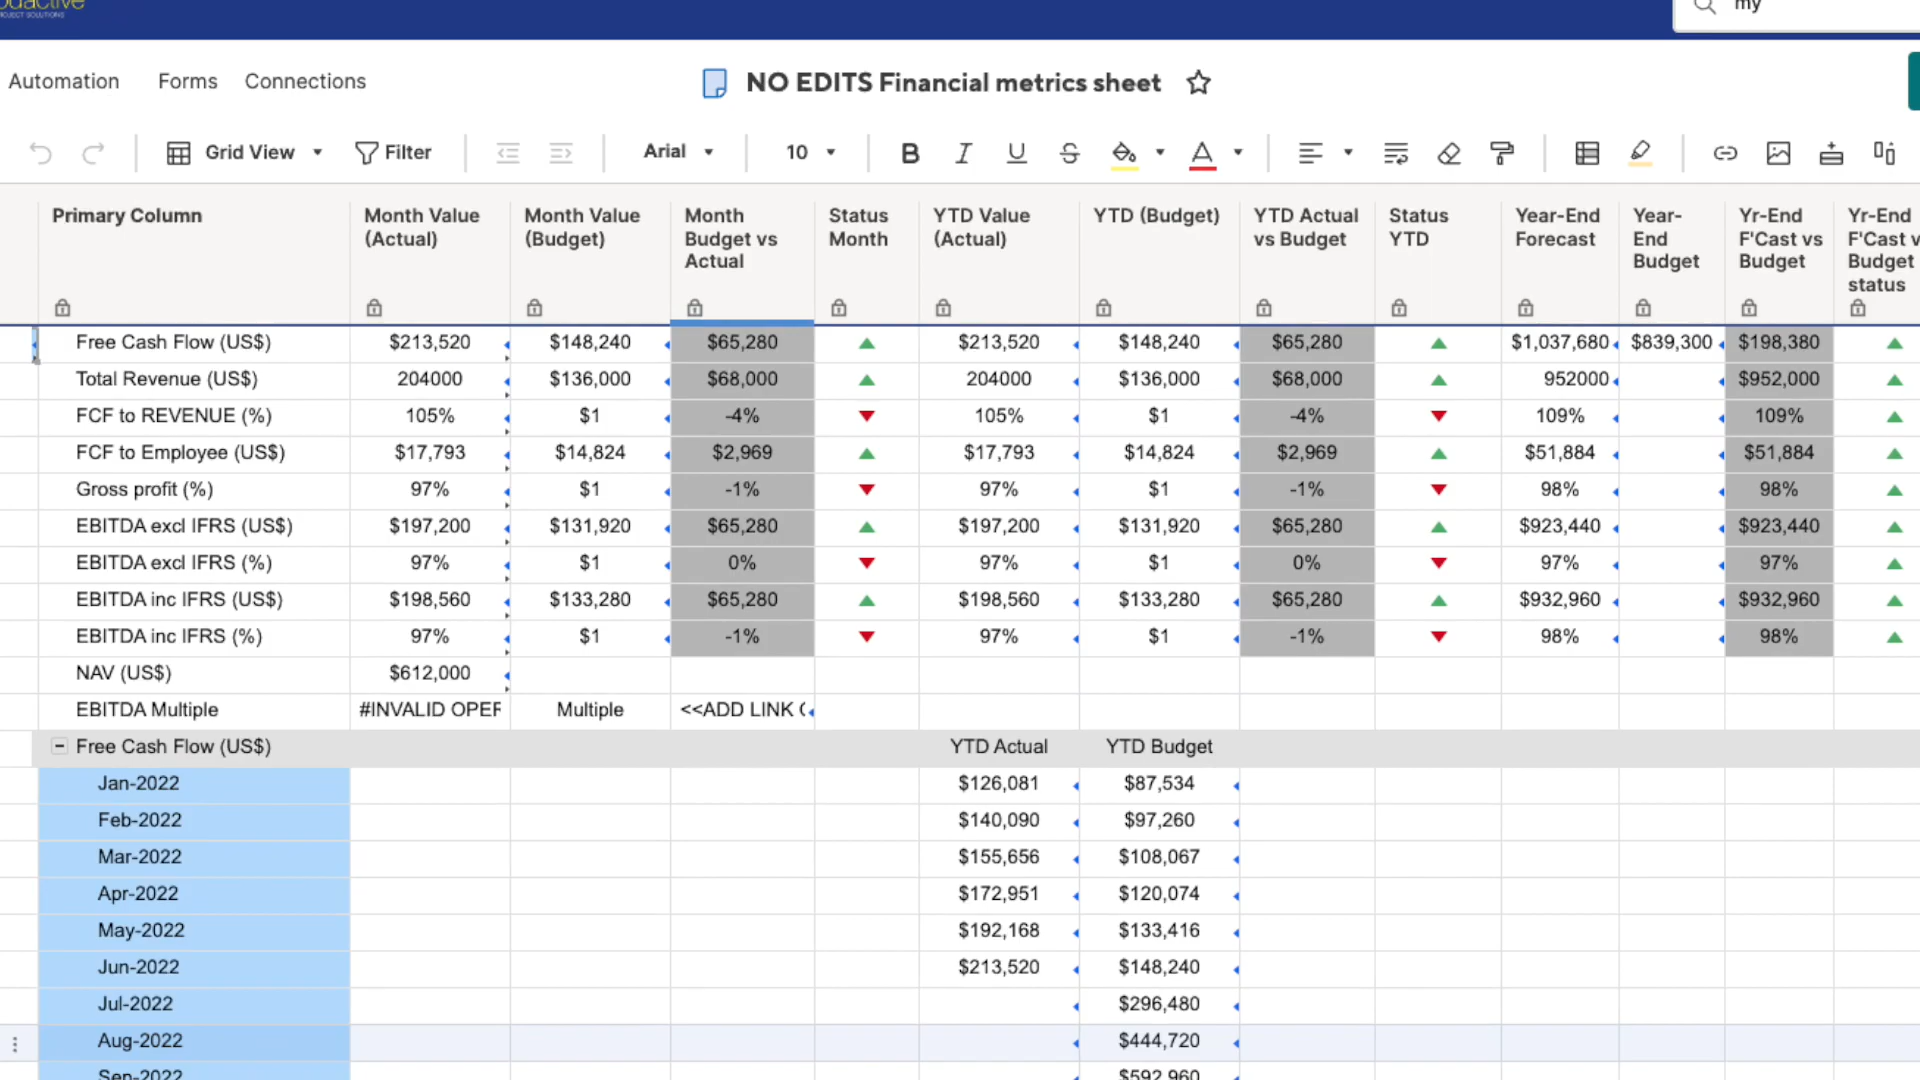 PROJECT SOLUTIONS
my
Automation Forms Connections
NO EDITS Financial metrics sheet
Grid View Filter Arial 10 B I U S A
Primary Column
Month Value (Actual)
Month Value (Budget)
Month Budget vs Actual
Status Month
YTD Value (Actual)
YTD (Budget)
YTD Actual vs Budget
Status YTD
Year-End Forecast
Year-End Budget
Yr-End F'Cast vs Budget
Yr-End F'Cast v Budget status
Free Cash Flow (US$) $213,520 $148,240 $65,280 $213,520 $148,240 $65,280 $1,037,680 $839,300 $198,380
Total Revenue (US$) 204000 $136,000 $68,000 204000 $136,000 $68,000 952000 $952,000
FCF to REVENUE (%) 105% $1 -4% 105% $1 -4% 109% 109%
FCF to Employee (US$) $17,793 $14,824 $2,969 $17,793 $14,824 $2,969 $51,884 $51,884
Gross profit (%) 97% $1 -1% 97% $1 -1% 98% 98%
EBITDA excl IFRS (US$) $197,200 $131,920 $65,280 $197,200 $131,920 $65,280 $923,440 $923,440
EBITDA excl IFRS (%) 97% $1 0% 97% $1 0% 97% 97%
EBITDA inc IFRS (US$) $198,560 $133,280 $65,280 $198,560 $133,280 $65,280 $932,960 $932,960
EBITDA inc IFRS (%) 97% $1 -1% 97% $1 -1% 98% 98%
NAV (US$) $612,000
EBITDA Multiple #INVALID OPER Multiple <<ADD LINK
Free Cash Flow (US$) YTD Actual YTD Budget
Jan-2022 $126,081 $87,534
Feb-2022 $140,090 $97,260
Mar-2022 $155,656 $108,067
Apr-2022 $172,951 $120,074
May-2022 $192,168 $133,416
Jun-2022 $213,520 $148,240
Jul-2022 $296,480
Aug-2022 $444,720
Sep-2022 $592,960